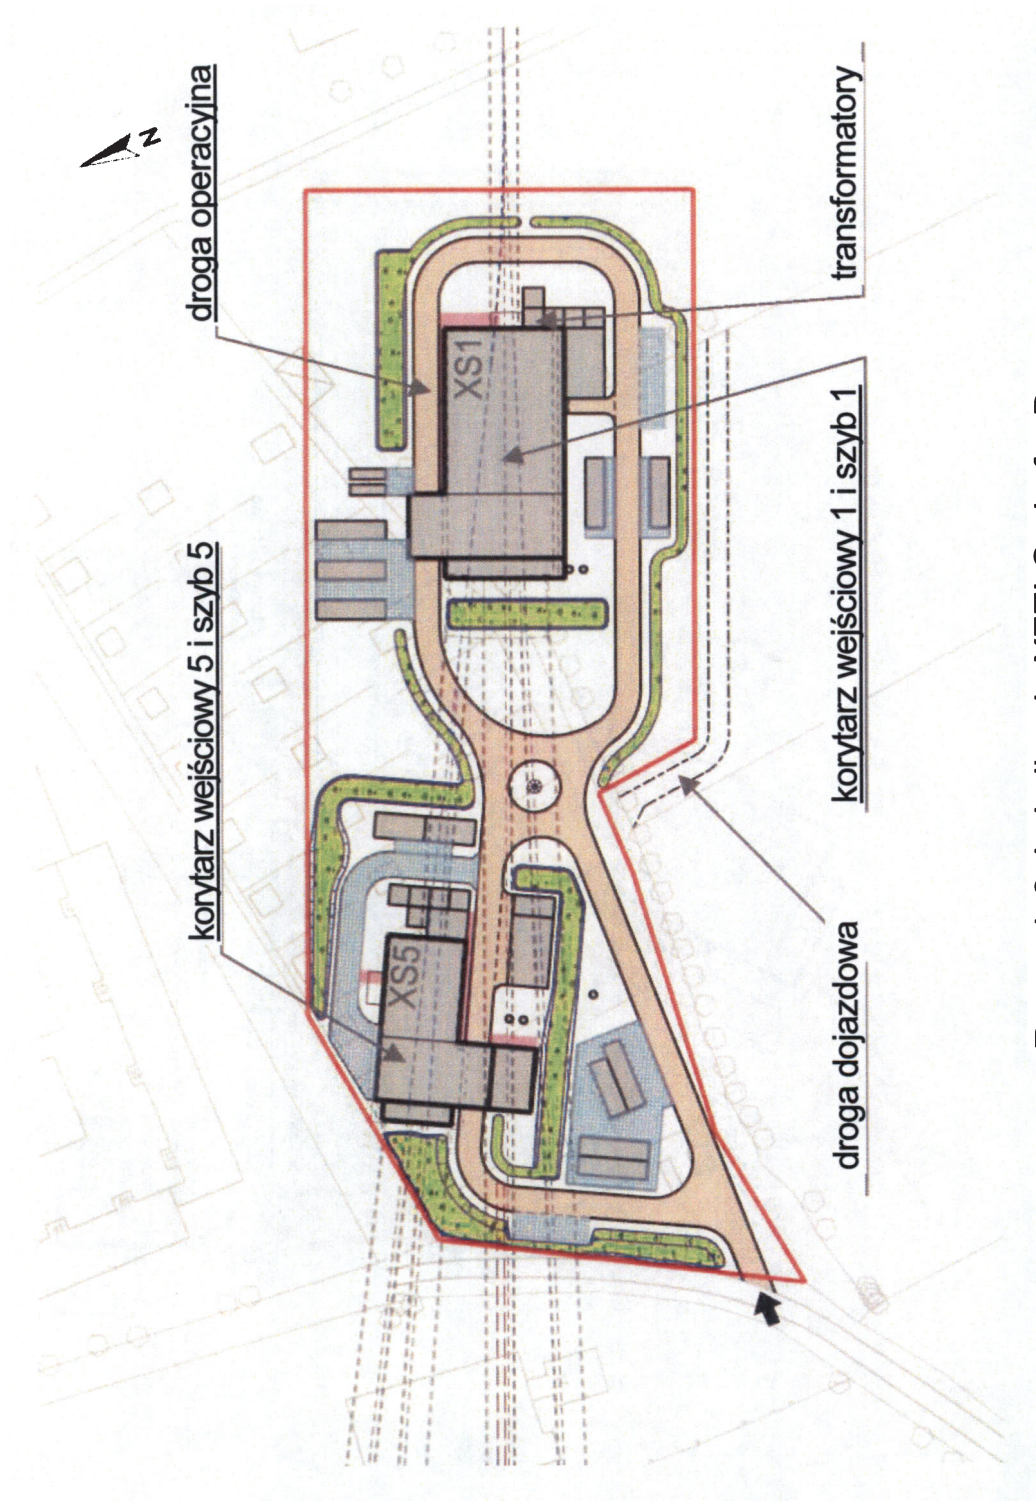 N
droga operacyjna
transformatory
XS1
korytarz wejściowy 5 i szyb 5
korytarz wejściowy 1 i szyb 1
XS5
droga dojazdowa